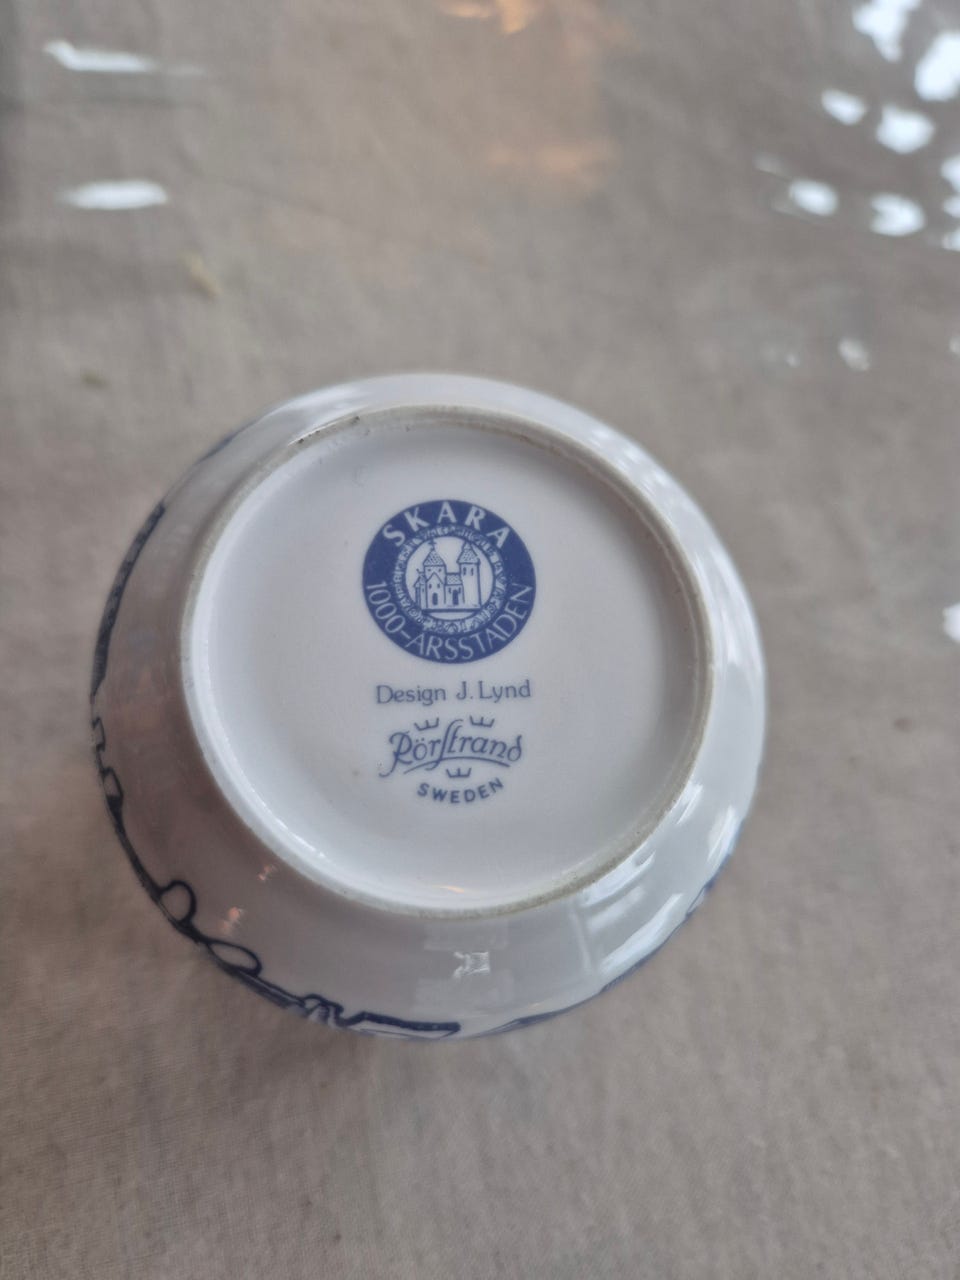 SKARA
1000-ÅRSSTADEN
Design J. Lynd
Rörstrand
SWEDEN